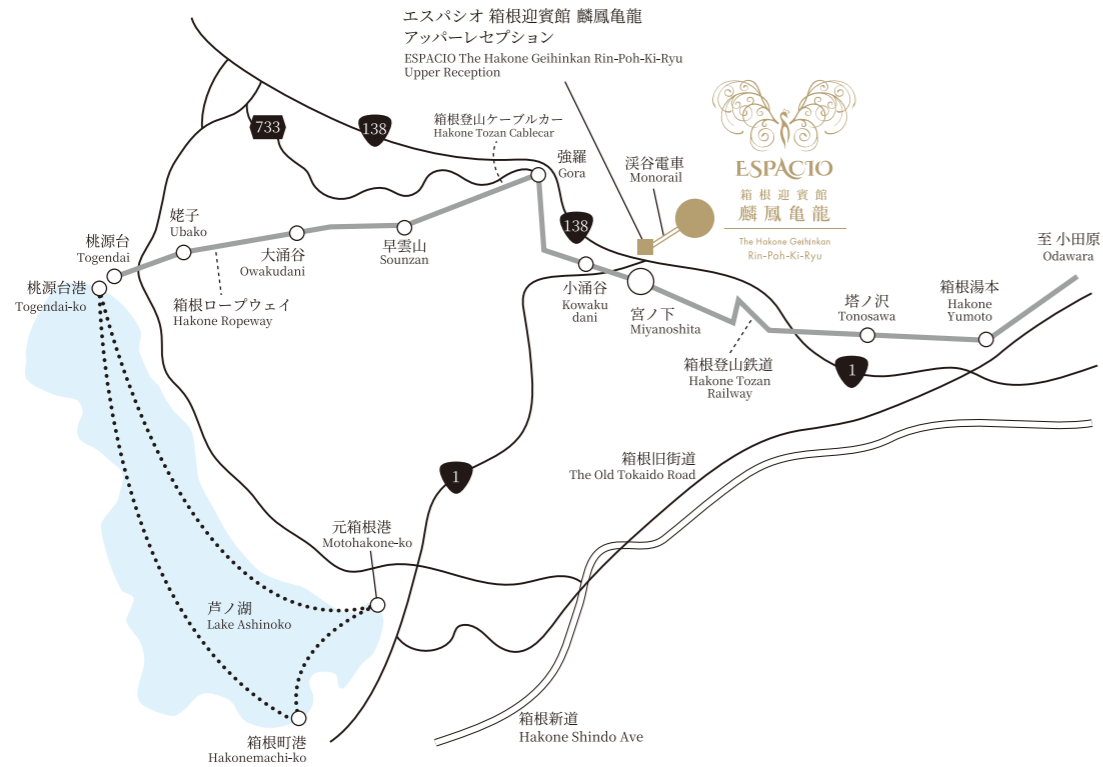 エスパシオ 箱根迎賓館 麟鳳亀龍
アッパーレセプション
ESPACIO The Hakone Geihinkan Rin-Poh-Ki-Ryu
Upper Reception
733
138
箱根登山ケーブルカー
Hakone Tozan Cablecar
強羅
Gora
渓谷電車
Monorail
ESPACIO
箱根迎賓館
麟鳳亀龍
The Hakone Geihinkan
Rin-Poh-Ki-Ryu
138
至 小田原
Odawara
姥子
Ubako
桃源台
Togendai
大涌谷
Owakudani
早雲山
Sounzan
桃源台港
Togendai-ko
箱根ロープウェイ
Hakone Ropeway
小涌谷
Kowaku
dani
宮ノ下
Miyanoshita
塔ノ沢
Tonosawa
箱根湯本
Hakone
Yumoto
箱根登山鉄道
Hakone Tozan
Railway
1
箱根旧街道
The Old Tokaido Road
1
元箱根港
Motohakone-ko
芦ノ湖
Lake Ashinoko
箱根町港
Hakonemachi-ko
箱根新道
Hakone Shindo Ave